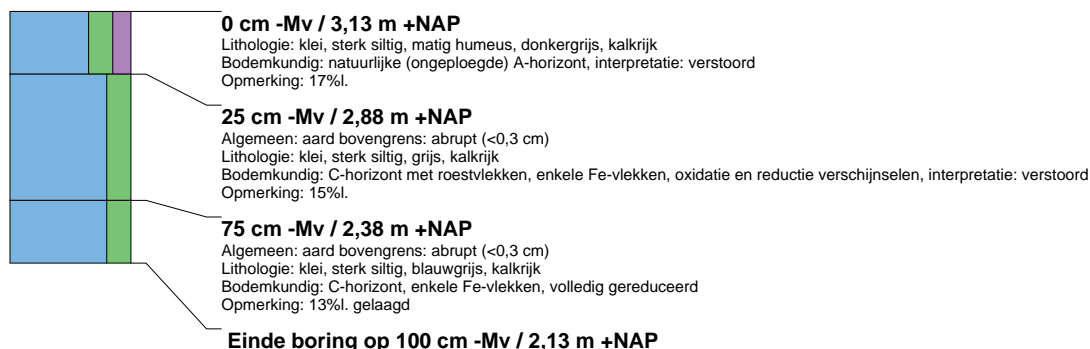 0 cm -Mv / 3,13 m +NAP
Lithologie: klei, sterk siltig, matig humeus, donkergrijs, kalkrijk
Bodemkundig: natuurlijke (ongeploegde) A-horizont, interpretatie: verstoord
Opmerking: 17%l.
25 cm -Mv / 2,88 m +NAP
Algemeen: aard bovengrens: abrupt (<0,3 cm)
Lithologie: klei, sterk siltig, grijs, kalkrijk
Bodemkundig: C-horizont met roestvlekken, enkele Fe-vlekken, oxidatie en reductie verschijnselen, interpretatie: verstoord
Opmerking: 15%l.
75 cm -Mv / 2,38 m +NAP
Algemeen: aard bovengrens: abrupt (<0,3 cm)
Lithologie: klei, sterk siltig, blauwgrijs, kalkrijk
Bodemkundig: C-horizont, enkele Fe-vlekken, volledig gereduceerd
Opmerking: 13%l. gelaagd
Einde boring op 100 cm -Mv / 2,13 m +NAP